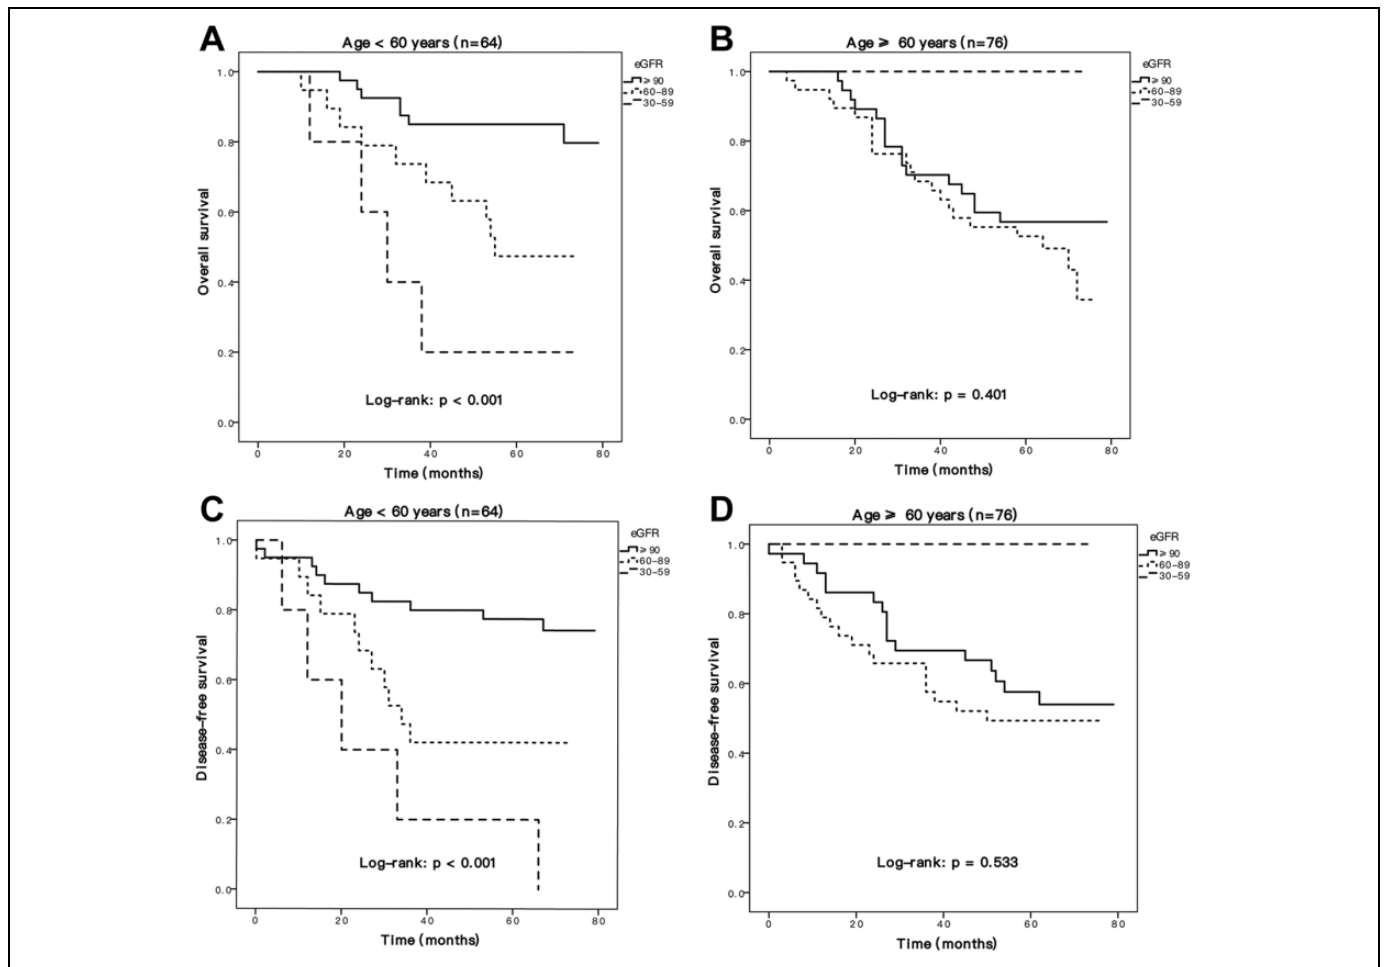 A
Age < 60 years (n=64)
eGFR
≥ 90
60-89
30-59
1.0
0.8
0.6
0.4
0.2
0.0
Overall survival
Log-rank: p < 0.001
0 20 40 60 80
Time (months)
B
Age ≥ 60 years (n=76)
eGFR
≥ 90
60-89
30-59
1.0
0.8
0.6
0.4
0.2
0.0
Overall survival
Log-rank: p = 0.401
0 20 40 60 80
Time (months)
C
Age < 60 years (n=64)
eGFR
≥ 90
60-89
30-59
1.0
0.8
0.6
0.4
0.2
0.0
Disease-free survival
Log-rank: p < 0.001
0 20 40 60 80
Time (months)
D
Age ≥ 60 years (n=76)
eGFR
≥ 90
60-89
30-59
1.0
0.8
0.6
0.4
0.2
0.0
Disease-free survival
Log-rank: p = 0.533
0 20 40 60 80
Time (months)